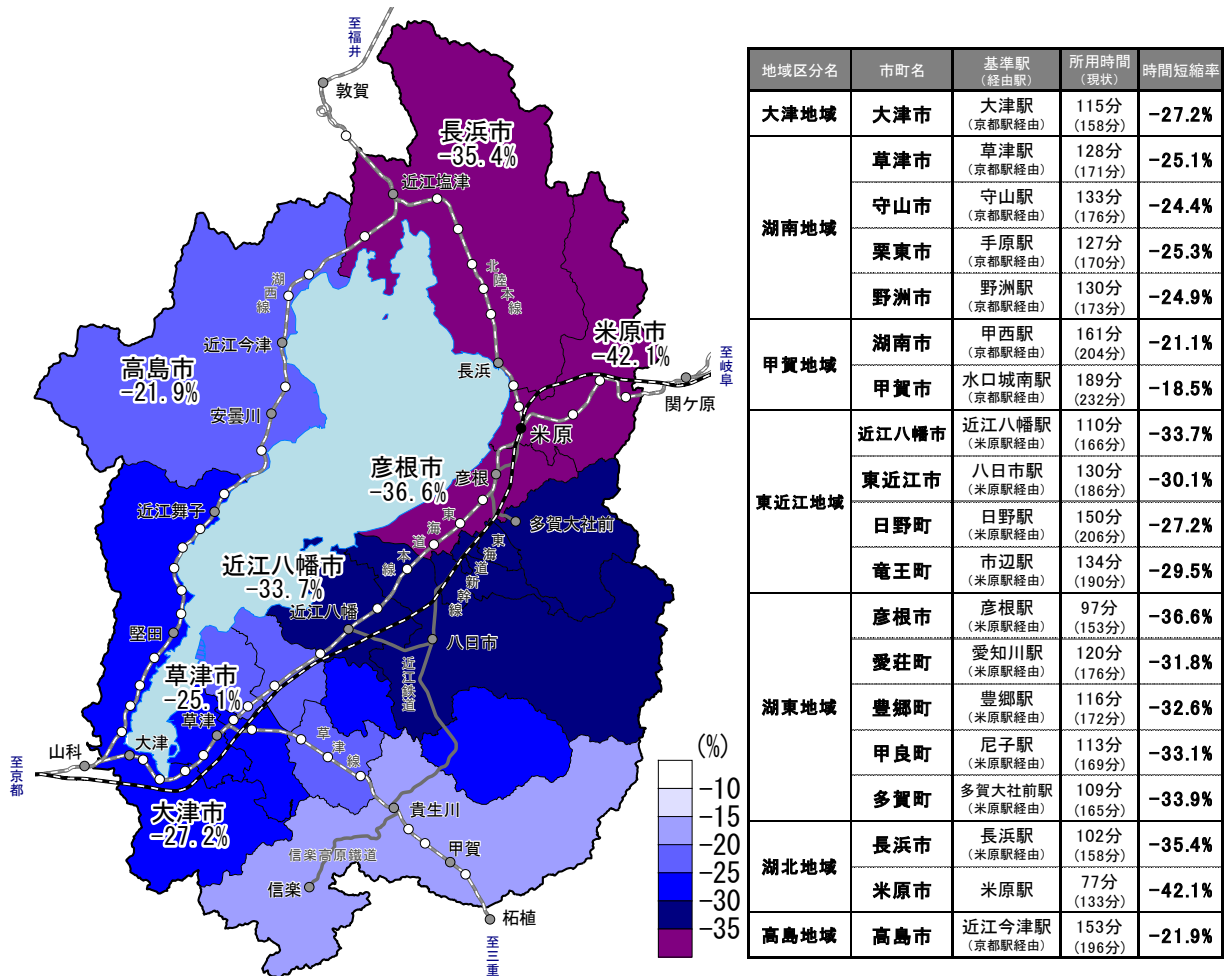 至福井
敦賀
長浜市
-35.4%
近江塩津
湖西線
北陸本線
近江今津
高島市
-21.9%
長浜
米原市
-42.1%
至岐阜
関ケ原
安曇川
米原
彦根市
-36.6%
彦根
近江舞子
東海道本線
多賀大社前
東海道新幹線
近江八幡市
-33.7%
近江八幡
八日市
近江鉄道
堅田
草津市
-25.1%
草津
草津線
山科
大津
至京都
大津市
-27.2%
貴生川
信楽高原鐵道
甲賀
信楽
柘植
至三重
(%)
-10
-15
-20
-25
-30
-35
地域区分名 市町名 基準駅 所用時間 時間短縮率
(経由駅) (現状)
大津地域 大津市 大津駅 115分 -27.2%
(京都駅経由) (158分)
湖南地域 草津市 草津駅 128分 -25.1%
(京都駅経由) (171分)
守山市 守山駅 133分 -24.4%
(京都駅経由) (176分)
栗東市 手原駅 127分 -25.3%
(京都駅経由) (170分)
野洲市 野洲駅 130分 -24.9%
(京都駅経由) (173分)
甲賀地域 湖南市 甲西駅 161分 -21.1%
(京都駅経由) (204分)
甲賀市 水口城南駅 189分 -18.5%
(京都駅経由) (232分)
東近江地域 近江八幡市 近江八幡駅 110分 -33.7%
(米原駅経由) (166分)
東近江市 八日市駅 130分 -30.1%
(米原駅経由) (186分)
日野町 日野駅 150分 -27.2%
(米原駅経由) (206分)
竜王町 市辺駅 134分 -29.5%
(米原駅経由) (190分)
湖東地域 彦根市 彦根駅 97分 -36.6%
(米原駅経由) (153分)
愛荘町 愛知川駅 120分 -31.8%
(米原駅経由) (176分)
豊郷町 豊郷駅 116分 -32.6%
(米原駅経由) (172分)
甲良町 尼子駅 113分 -33.1%
(米原駅経由) (169分)
多賀町 多賀大社前駅 109分 -33.9%
(米原駅経由) (165分)
湖北地域 長浜市 長浜駅 102分 -35.4%
(米原駅経由) (158分)
米原市 米原駅 77分 -42.1%
(133分)
高島地域 高島市 近江今津駅 153分 -21.9%
(京都駅経由) (196分)